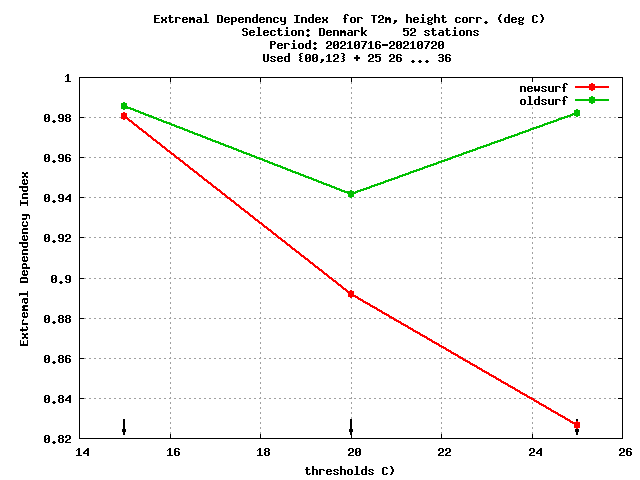 Extremal Dependency Index  for T2m, height corr. (deg C)
Selection: Denmark     52 stations
Period: 20210716-20210720
Used {00,12} + 25 26 ... 36
newsurf
oldsurf
1
0.98
0.96
0.94
0.92
0.9
0.88
0.86
0.84
0.82
Extremal Dependency Index
14 16 18 20 22 24 26
thresholds C)